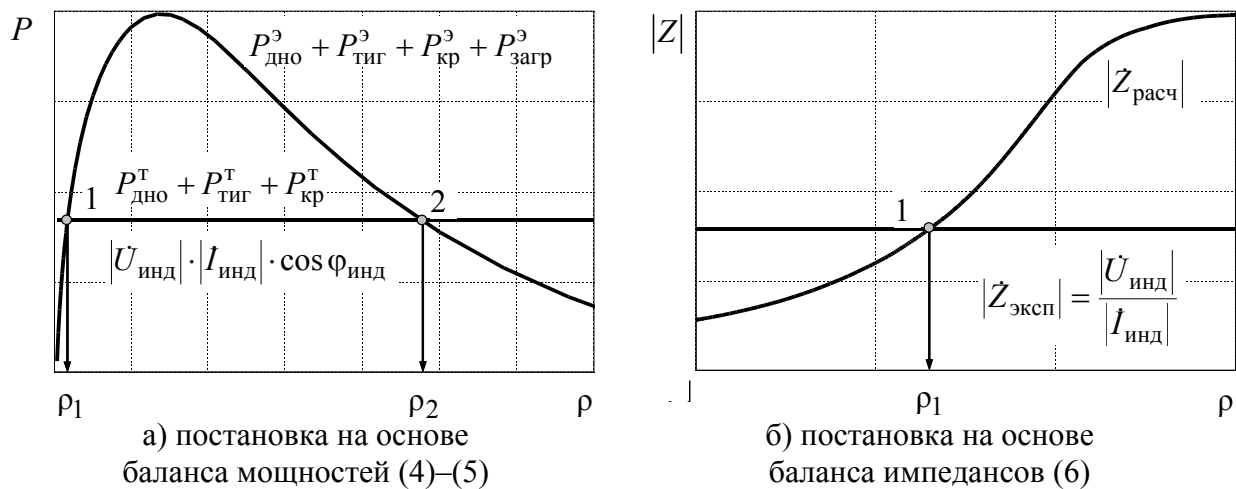 P
P^э_дно + P^э_тиг + P^э_кр + P^э_загр
P^т_дно + P^т_тиг + P^т_кр
1
2
|U̇_инд| · |İ_инд| · cos φ_инд
ρ₁
ρ₂
ρ
а) постановка на основе
баланса мощностей (4)–(5)
|Z|
|Ż_расч|
1
|Ż_эксп| = |U̇_инд| / |İ_инд|
ρ₁
ρ
б) постановка на основе
баланса импедансов (6)